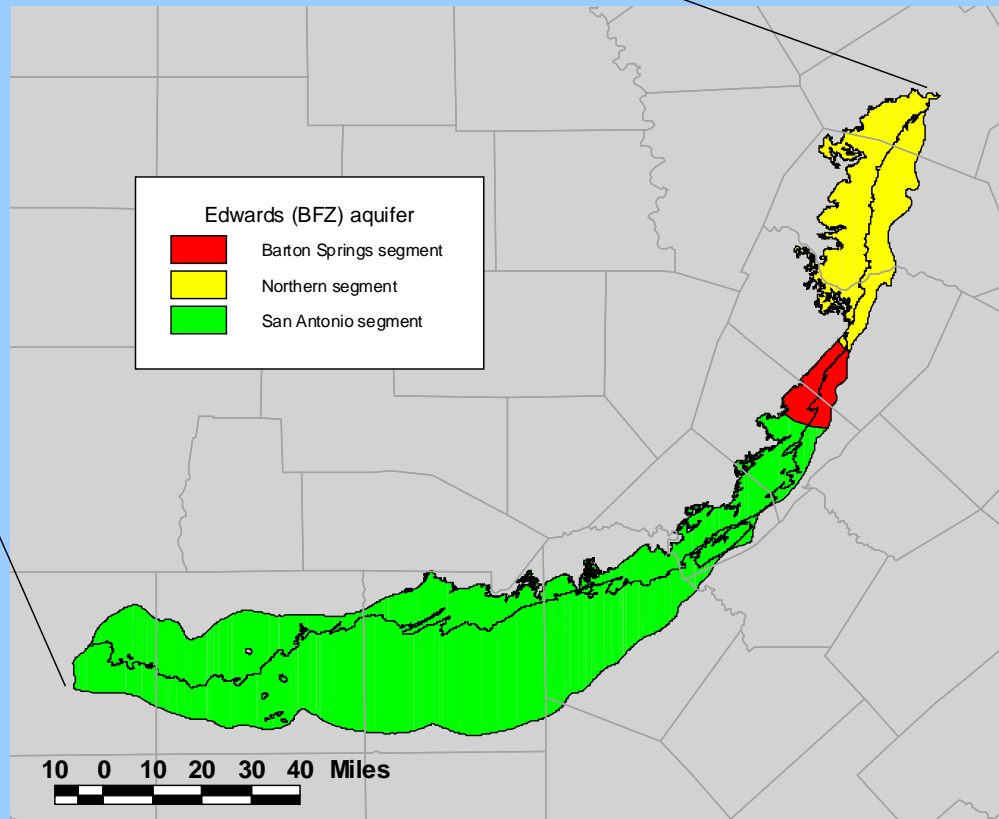 Edwards (BFZ) aquifer
Barton Springs segment
Northern segment
San Antonio segment
10 0 10 20 30 40 Miles